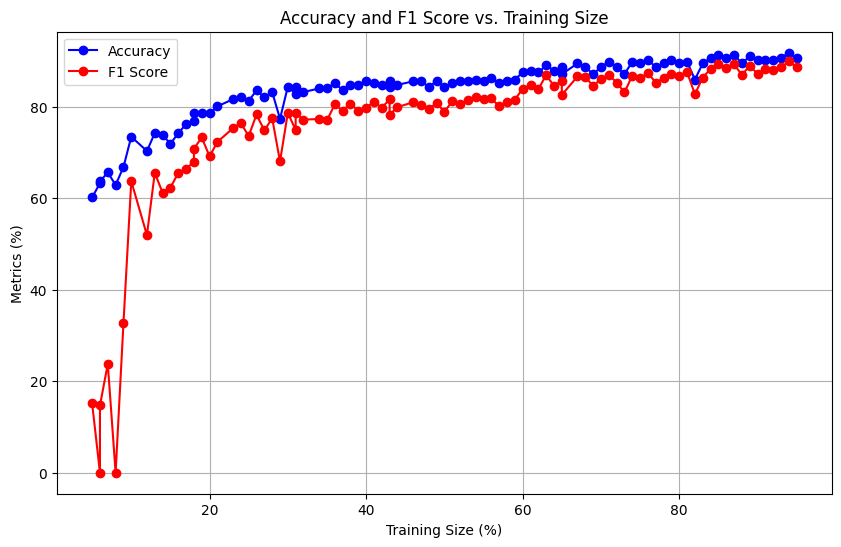 Accuracy and F1 Score vs. Training Size
Accuracy
F1 Score
Metrics (%)
80
60
40
20
0
20 40 60 80
Training Size (%)